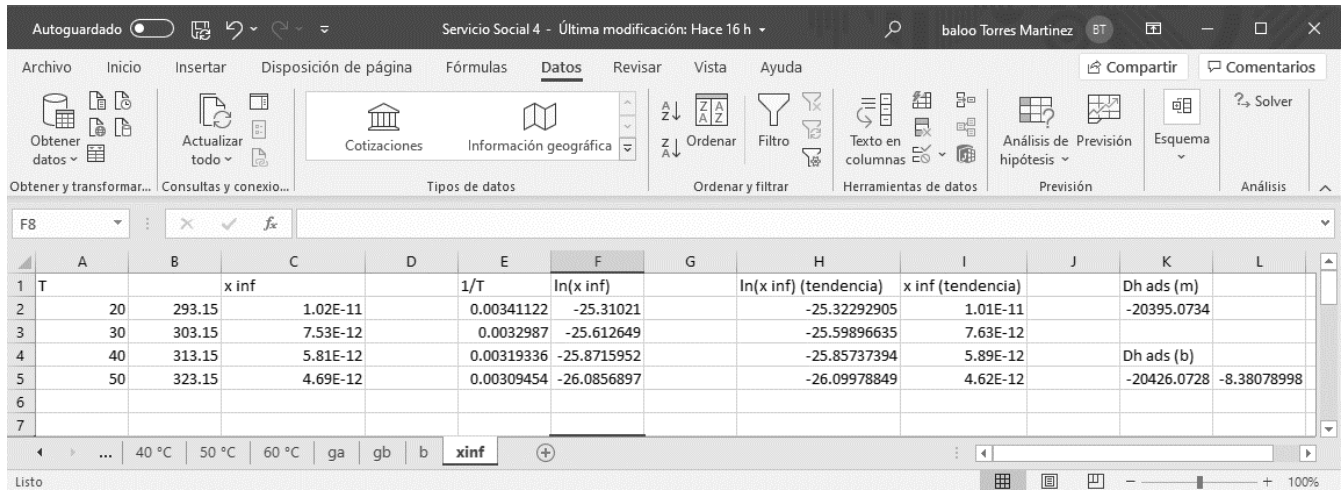 Autoguardado
Servicio Social 4 - Última modificación: Hace 16 h
baloo Torres Martinez
BT
Archivo Inicio Insertar Disposición de página Fórmulas Datos Revisar Vista Ayuda
Compartir Comentarios
Obtener datos
Actualizar todo
Cotizaciones
Información geográfica
Ordenar
Filtro
Texto en columnas
Análisis de hipótesis
Previsión
Esquema
Solver
Obtener y transformar... Consultas y conexio... Tipos de datos Ordenar y filtrar Herramientas de datos Previsión Análisis
F8 fx
A B C D E F G H I J K L
1 T x inf 1/T ln(x inf) ln(x inf) (tendencia) x inf (tendencia) Dh ads (m)
2 20 293.15 1.02E-11 0.00341122 -25.31021 -25.32292905 1.01E-11 -20395.0734
3 30 303.15 7.53E-12 0.0032987 -25.612649 -25.59896635 7.63E-12
4 40 313.15 5.81E-12 0.00319336 -25.8715952 -25.85737394 5.89E-12 Dh ads (b)
5 50 323.15 4.69E-12 0.00309454 -26.0856897 -26.09978849 4.62E-12 -20426.0728 -8.38078998
6
7
... 40 °C 50 °C 60 °C ga gb b xinf
Listo
100%